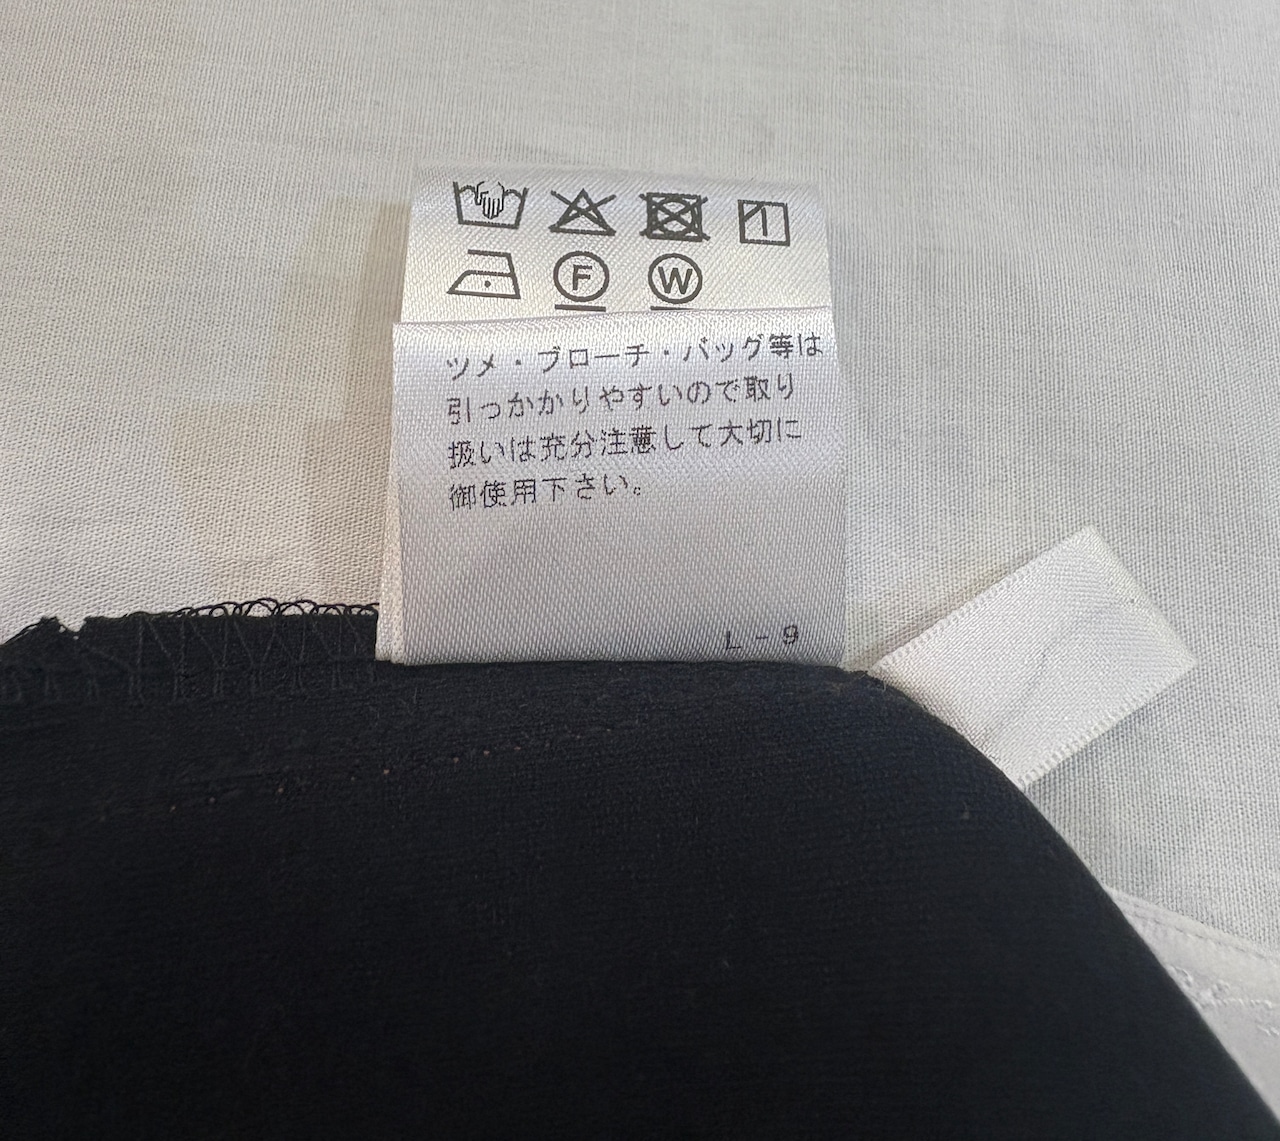 F W
ツメ・ブローチ・バッグ等は
引っかかりやすいので取り
扱いは充分注意して大切に
御使用下さい。
L-9